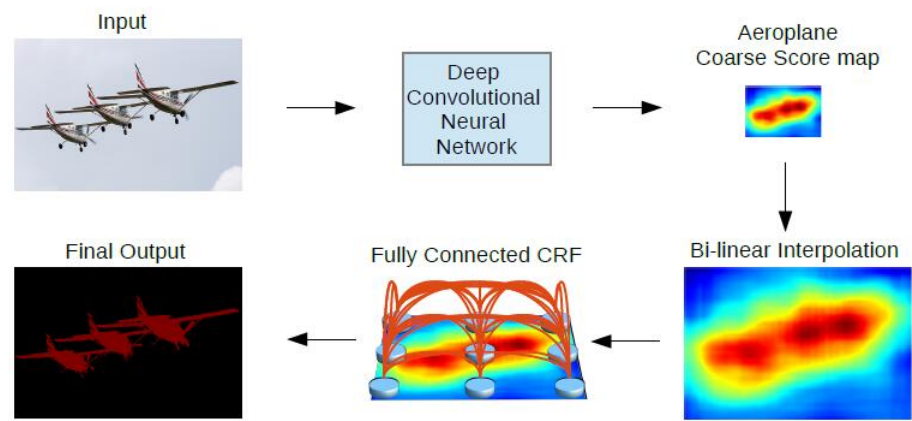 Input
Deep
Convolutional
Neural
Network
Aeroplane
Coarse Score map
Final Output
Fully Connected CRF
Bi-linear Interpolation